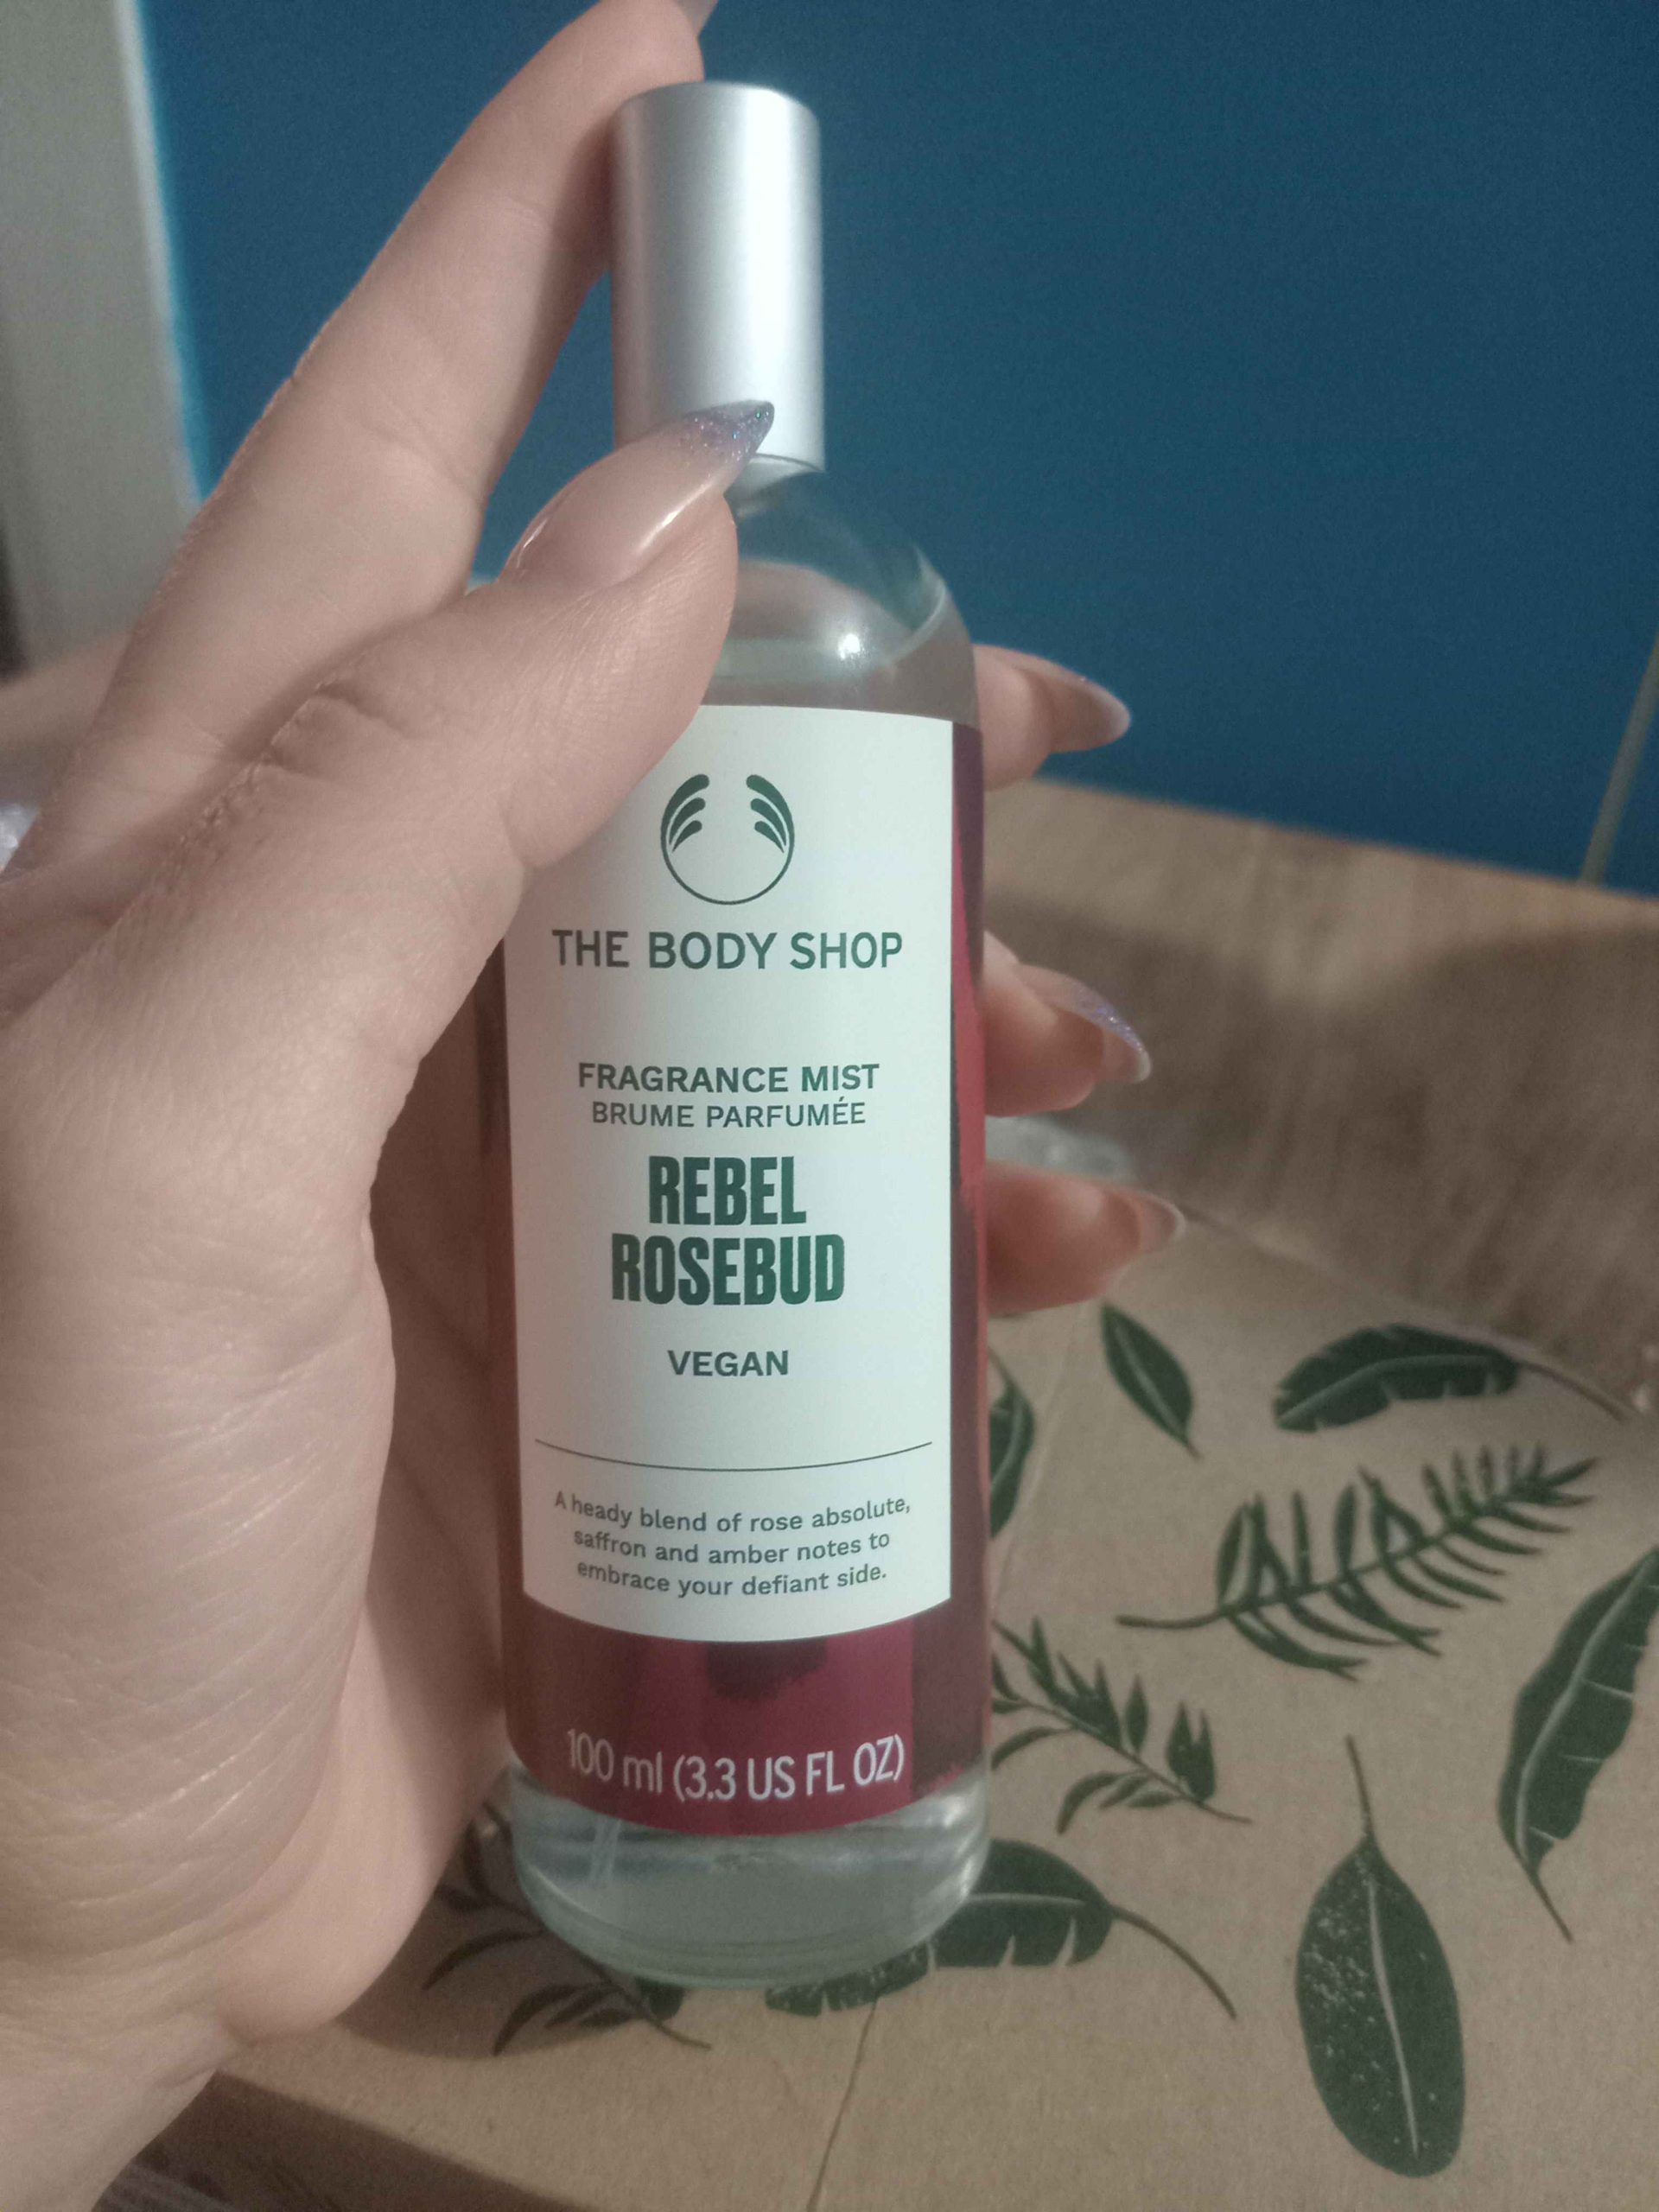 THE BODY SHOP
FRAGRANCE MIST
BRUME PARFUMÉE
REBEL
ROSEBUD
VEGAN
A heady blend of rose absolute,
saffron and amber notes to
embrace your defiant side.
100 ml (3.3 US FL OZ)